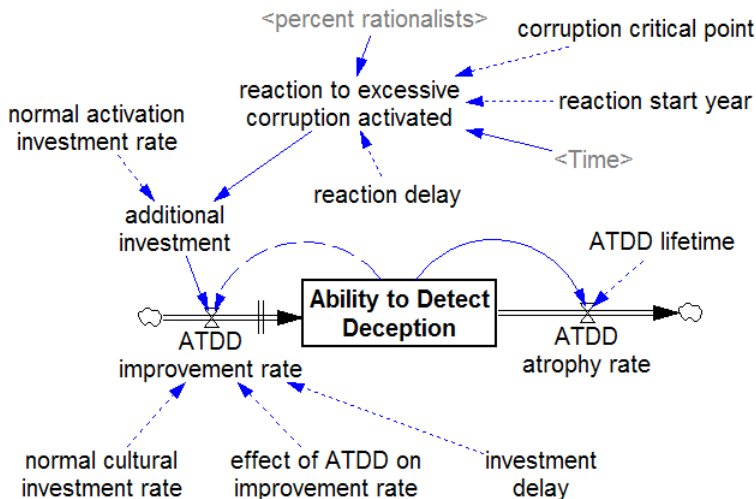 <percent rationalists>
corruption critical point
reaction to excessive
corruption activated
reaction start year
normal activation
investment rate
<Time>
reaction delay
additional
investment
ATDD lifetime
Ability to Detect
Deception
ATDD
improvement rate
ATDD
atrophy rate
normal cultural
investment rate
effect of ATDD on
improvement rate
investment
delay